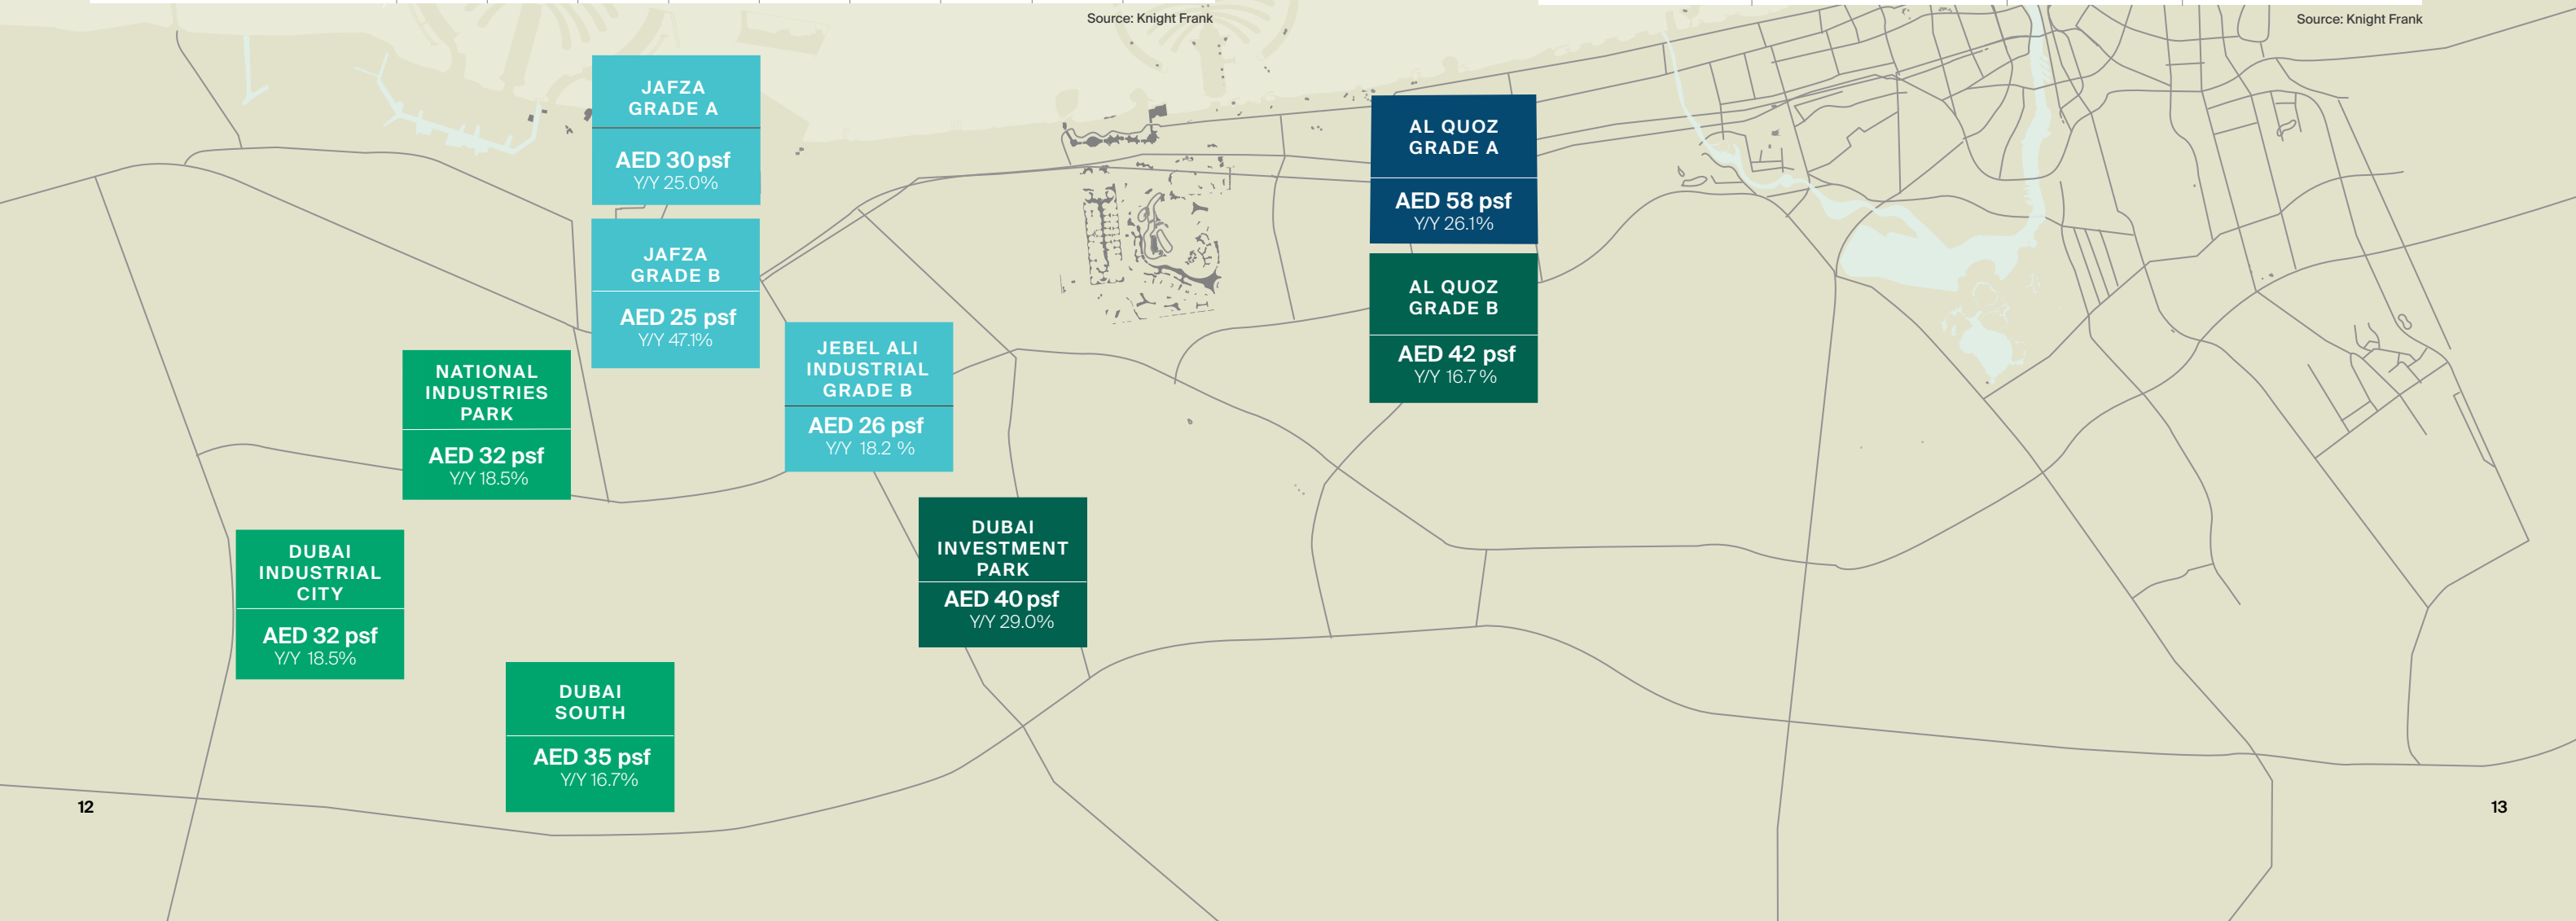 Source: Knight Frank
Source: Knight Frank
JAFZA
GRADE A
AED 30 psf
Y/Y 25.0%
JAFZA
GRADE B
AED 25 psf
Y/Y 47.1%
AL QUOZ
GRADE A
AED 58 psf
Y/Y 26.1%
AL QUOZ
GRADE B
AED 42 psf
Y/Y 16.7%
JEBEL ALI
INDUSTRIAL
GRADE B
AED 26 psf
Y/Y 18.2 %
NATIONAL
INDUSTRIES
PARK
AED 32 psf
Y/Y 18.5%
DUBAI
INVESTMENT
PARK
AED 40 psf
Y/Y 29.0%
DUBAI
INDUSTRIAL
CITY
AED 32 psf
Y/Y 18.5%
DUBAI
SOUTH
AED 35 psf
Y/Y 16.7%
12
13